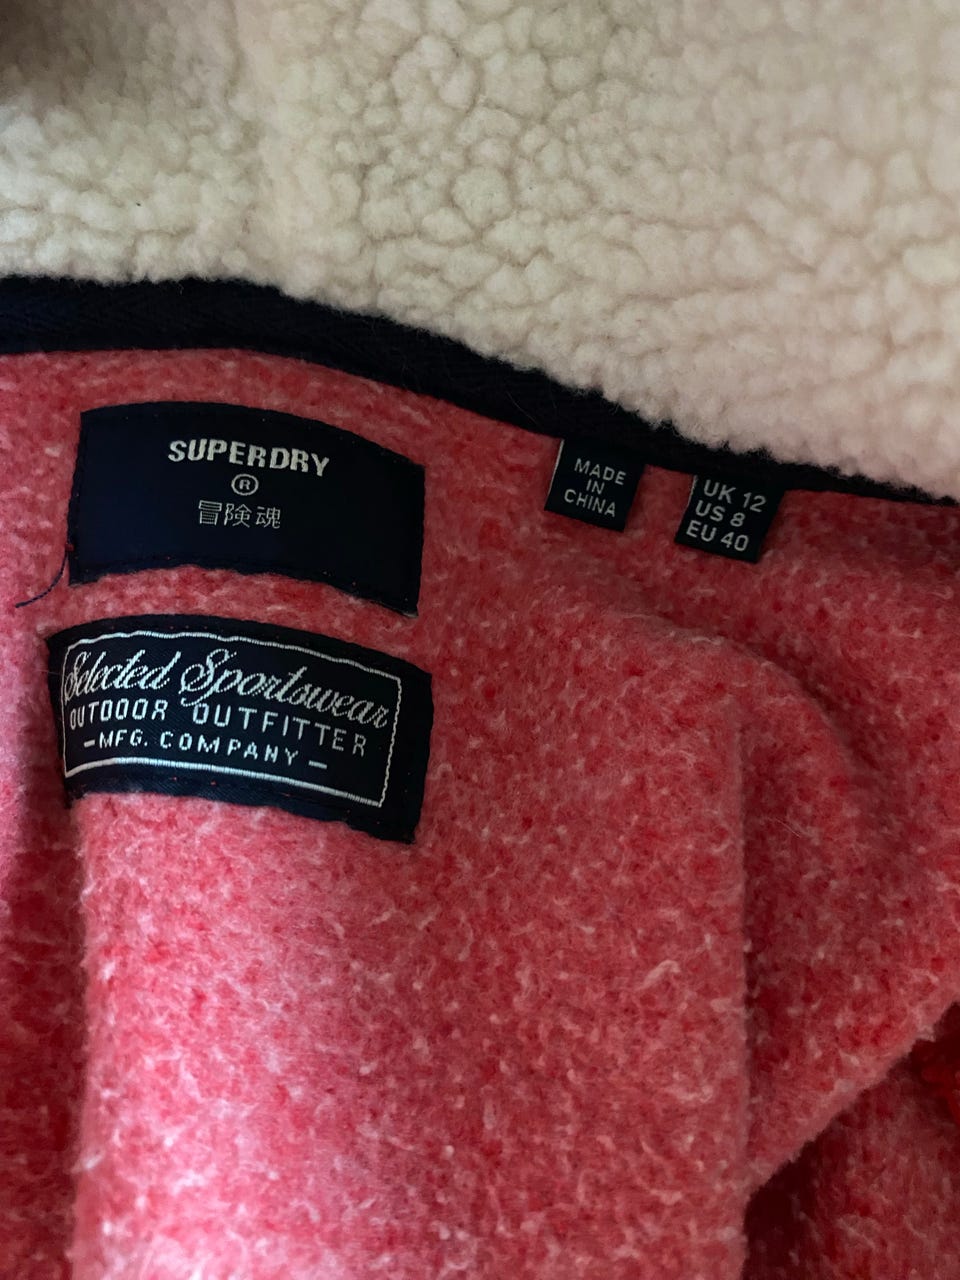 SUPERDRY
®
冒険魂
MADE
IN
CHINA
UK 12
US 8
EU 40
Selected Sportswear
OUTDOOR OUTFITTER
–MFG. COMPANY–